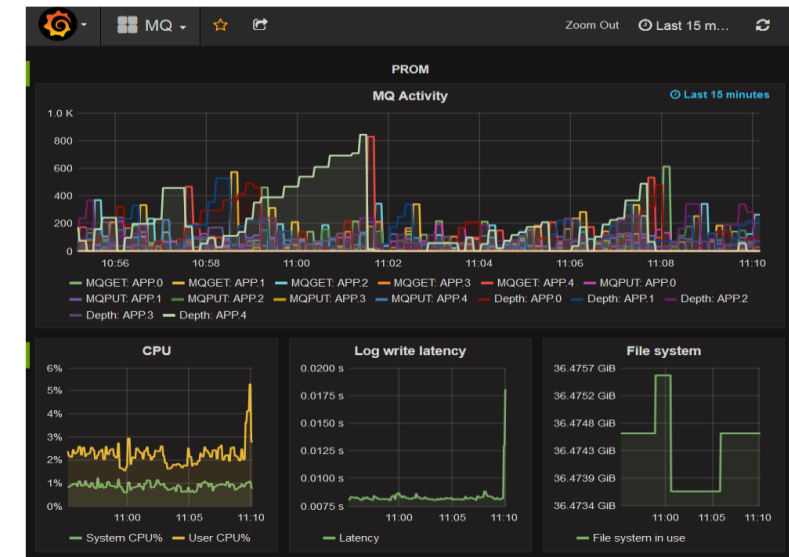 MQ
Zoom Out
Last 15 m...
PROM
MQ Activity
Last 15 minutes
1.0 K
800
600
400
200
0
10:56 10:58 11:00 11:02 11:04 11:06 11:08 11:10
MQGET: APP.0 MQGET: APP.1 MQGET: APP.2 MQGET: APP.3 MQGET: APP.4 MQPUT: APP.0
MQPUT: APP.1 MQPUT: APP.2 MQPUT: APP.3 MQPUT: APP.4 Depth: APP.0 Depth: APP.1 Depth: APP.2
Depth: APP.3 Depth: APP.4
CPU
6%
5%
4%
3%
2%
1%
0%
11:00 11:05 11:10
System CPU% User CPU%
Log write latency
0.0200 s
0.0175 s
0.0150 s
0.0125 s
0.0100 s
0.0075 s
11:00 11:05 11:10
Latency
File system
36.4757 GiB
36.4752 GiB
36.4748 GiB
36.4743 GiB
36.4739 GiB
36.4734 GiB
11:00 11:05 11:10
File system in use